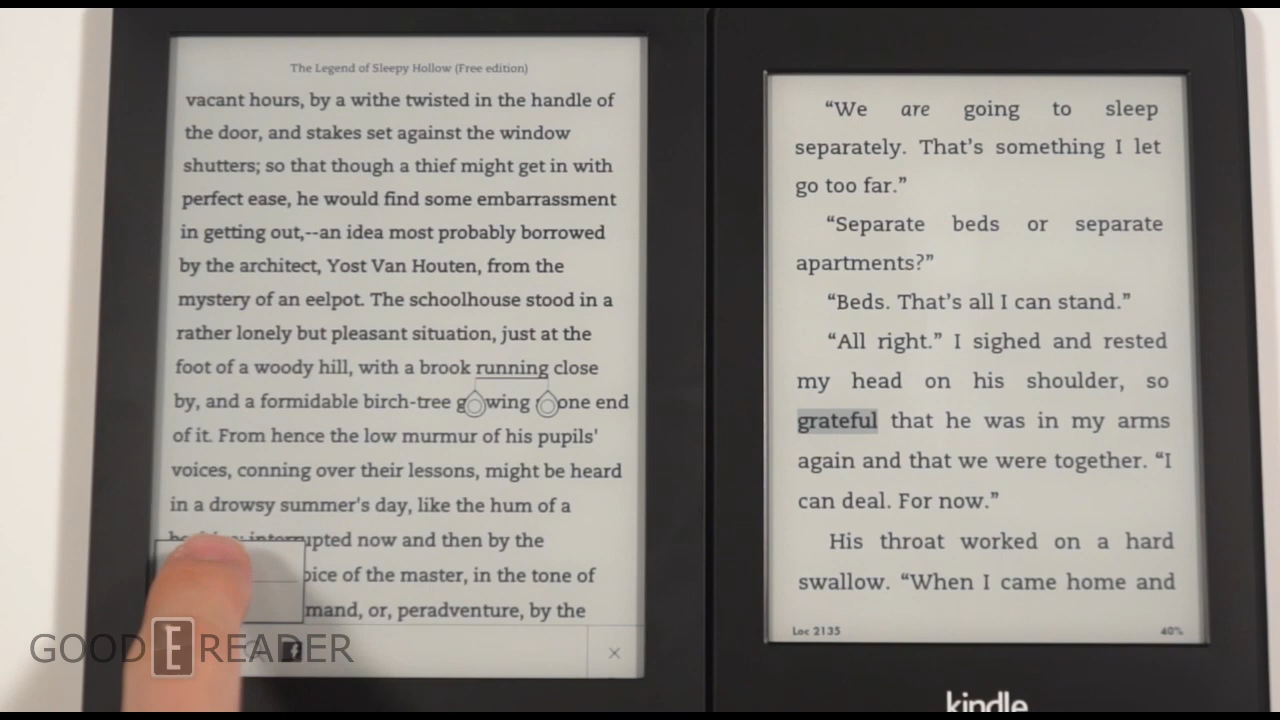 The Legend of Sleepy Hollow (Free edition)
vacant hours, by a withe twisted in the handle of
the door, and stakes set against the window
shutters; so that though a thief might get in with
perfect ease, he would find some embarrassment
in getting out,--an idea most probably borrowed
by the architect, Yost Van Houten, from the
mystery of an eelpot. The schoolhouse stood in a
rather lonely but pleasant situation, just at the
foot of a woody hill, with a brook running close
by, and a formidable birch-tree one end
of it. From hence the low murmur of his pupils'
voices, conning over their lessons, might be heard
in a drowsy summer's day, like the hum of a
interrupted now and then by the
of the master, in the tone of
or, peradventure, by the
GOOD E READER
“We are going to sleep
separately. That’s something I let
go too far.”
“Separate beds or separate
apartments?”
“Beds. That’s all I can stand.”
“All right.” I sighed and rested
my head on his shoulder, so
grateful that he was in my arms
again and that we were together. “I
can deal. For now.”
His throat worked on a hard
swallow. “When I came home and
Loc 2135 40%
kindle